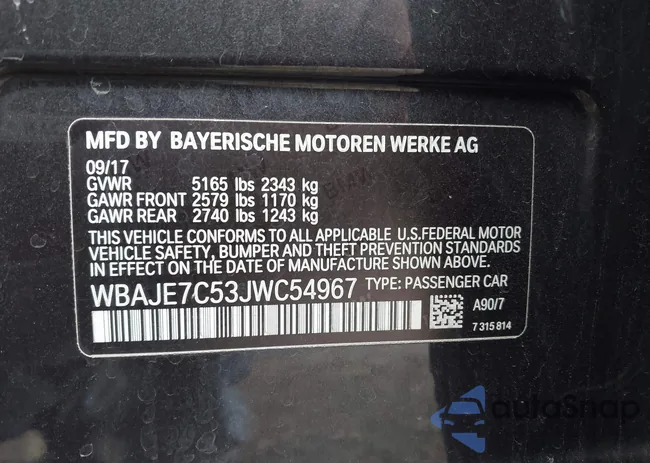 MFD BY BAYERISCHE MOTOREN WERKE AG
09/17
GVWR 5165 lbs 2343 kg
GAWR FRONT 2579 lbs 1170 kg
GAWR REAR 2740 lbs 1243 kg
THIS VEHICLE CONFORMS TO ALL APPLICABLE U.S.FEDERAL MOTOR
VEHICLE SAFETY, BUMPER, AND THEFT PREVENTION STANDARDS
IN EFFECT ON THE DATE OF MANUFACTURE SHOWN ABOVE.
WBAJE7C53JWC54967 TYPE: PASSENGER CAR
A90/7
7 315 814
autoSnap